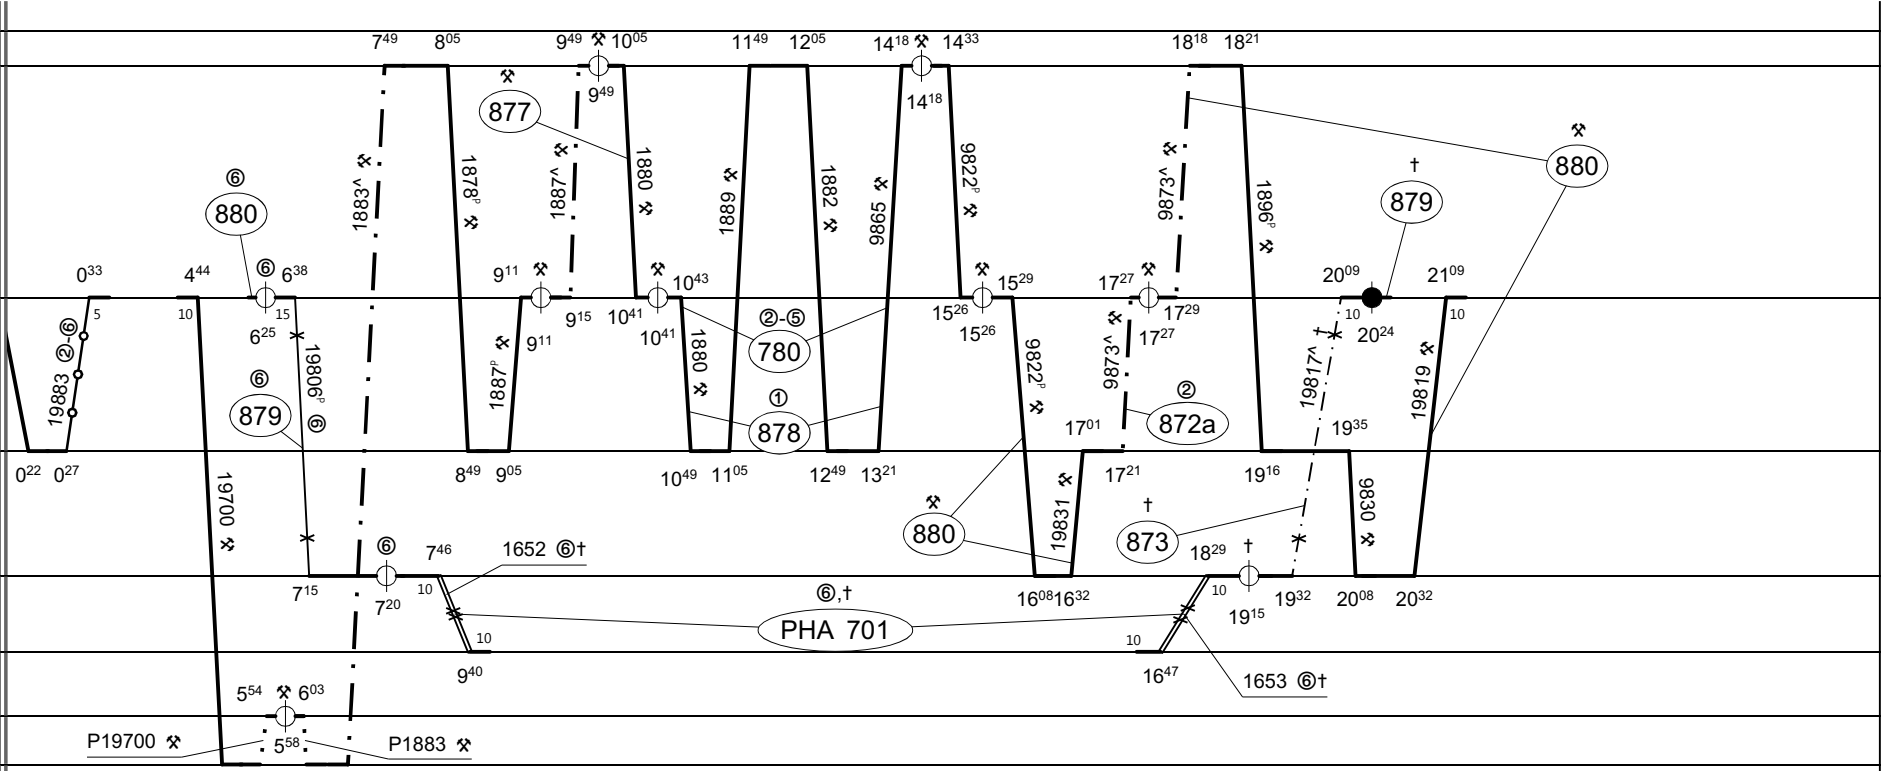 7⁴⁹ 8⁰⁵ 9⁴⁹ ⚒ 10⁰⁵ 11⁴⁹ 12⁰⁵ 14¹⁸ ⚒ 14³³ 18¹⁸ 18²¹
⚒
877
9⁴⁹
14¹⁸
⚒
880
1883^ ⚒
1878ᴾ ⚒
1887^ ⚒
1880 ⚒
1889 ⚒
1882 ⚒
9865 ⚒
9822ᴾ ⚒
9873^ ⚒
1896ᴾ ⚒
⑥
880
†
879
0³³ 4⁴⁴ ⑥ 6³⁸ 9¹¹ ⚒ ⚒ 10⁴³ ⚒ 15²⁹ 17²⁷ ⚒ 20⁰⁹ 21⁰⁹
5 10 15 9¹⁵ 10⁴¹ 15²⁶ 17²⁹ 10 10
6²⁵ 9¹¹ 10⁴¹ 15²⁶ 17²⁷ 20²⁴
②-⑤
780
19883 ②-⑥
19806ᴾ ⑥
1887ᴾ ⚒
1880 ⚒
9822ᴾ ⚒
9873^ ⚒
19817^ †
19819 ⚒
⑥
879
①
878
②
872a
17⁰¹ 19³⁵
0²² 0²⁷ 8⁴⁹ 9⁰⁵ 10⁴⁹ 11⁰⁵ 12⁴⁹ 13²¹ 17²¹ 19¹⁶
19700 ⚒
19831 ⚒
9830 ⚒
⚒
880
†
873
⑥ 7⁴⁶ 1652 ⑥† 18²⁹ †
7¹⁵ 7²⁰ 10 16⁰⁸ 16³² 10 19¹⁵ 19³² 20⁰⁸ 20³²
⑥,†
PHA 701
10 10
9⁴⁰ 16⁴⁷
1653 ⑥†
5⁵⁴ ⚒ 6⁰³
P19700 ⚒ 5⁵⁸ P1883 ⚒